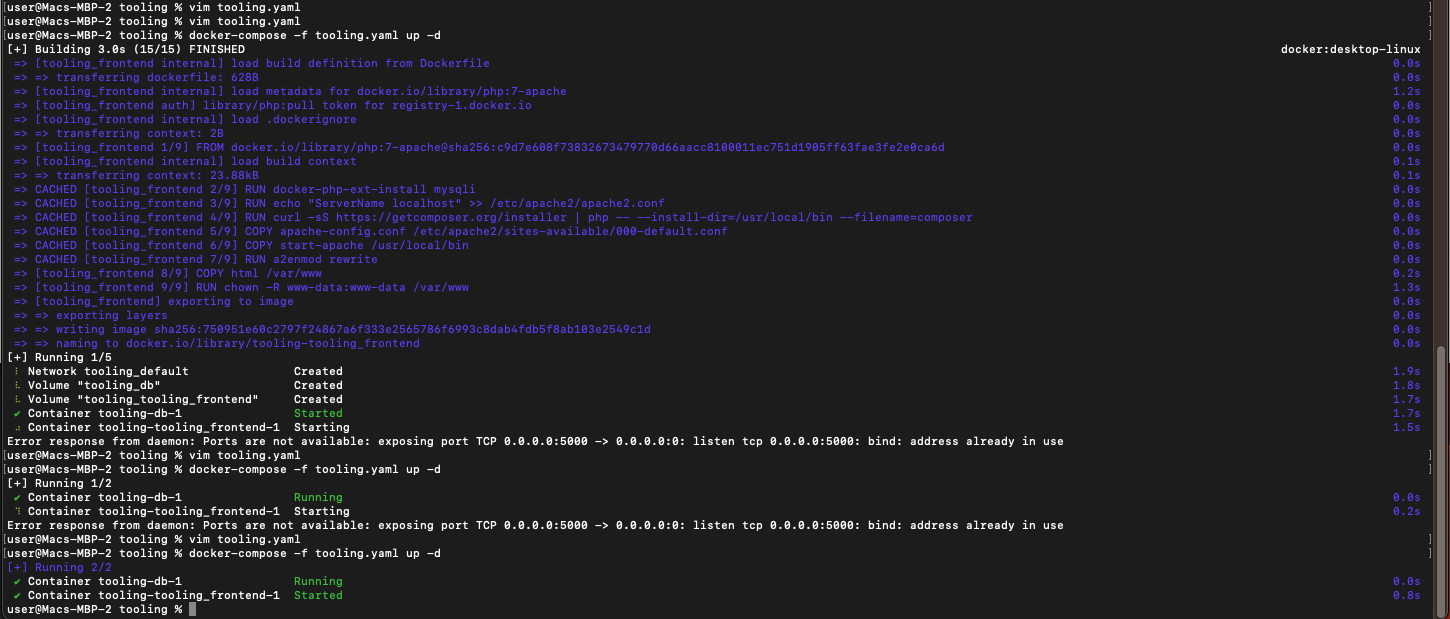 [user@Macs-MBP-2 tooling % vim tooling.yaml ]
[user@Macs-MBP-2 tooling % vim tooling.yaml ]
[user@Macs-MBP-2 tooling % docker-compose -f tooling.yaml up -d ]
[+] Building 3.0s (15/15) FINISHED docker:desktop-linux
=> [tooling_frontend internal] load build definition from Dockerfile 0.0s
=> => transferring dockerfile: 628B 0.0s
=> [tooling_frontend internal] load metadata for docker.io/library/php:7-apache 1.2s
=> [tooling_frontend auth] library/php:pull token for registry-1.docker.io 0.0s
=> [tooling_frontend internal] load .dockerignore 0.0s
=> => transferring context: 2B 0.0s
=> [tooling_frontend 1/9] FROM docker.io/library/php:7-apache@sha256:c9d7e608f73832673479770d66aacc8100011ec751d1905ff63fae3fe2e0ca6d 0.0s
=> [tooling_frontend internal] load build context 0.1s
=> => transferring context: 23.88kB 0.1s
=> CACHED [tooling_frontend 2/9] RUN docker-php-ext-install mysqli 0.0s
=> CACHED [tooling_frontend 3/9] RUN echo "ServerName localhost" >> /etc/apache2/apache2.conf 0.0s
=> CACHED [tooling_frontend 4/9] RUN curl -sS https://getcomposer.org/installer | php -- --install-dir=/usr/local/bin --filename=composer 0.0s
=> CACHED [tooling_frontend 5/9] COPY apache-config.conf /etc/apache2/sites-available/000-default.conf 0.0s
=> CACHED [tooling_frontend 6/9] COPY start-apache /usr/local/bin 0.0s
=> CACHED [tooling_frontend 7/9] RUN a2enmod rewrite 0.0s
=> [tooling_frontend 8/9] COPY html /var/www 0.2s
=> [tooling_frontend 9/9] RUN chown -R www-data:www-data /var/www 1.3s
=> [tooling_frontend] exporting to image 0.0s
=> => exporting layers 0.0s
=> => writing image sha256:750951e60c2797f24867a6f333e2565786f6993c8dab4fdb5f8ab103e2549c1d 0.0s
=> => naming to docker.io/library/tooling-tooling_frontend 0.0s
[+] Running 1/5
⠸ Network tooling_default Created 1.9s
⠧ Volume "tooling_db" Created 1.8s
⠧ Volume "tooling_tooling_frontend" Created 1.7s
✔ Container tooling-db-1 Started 1.7s
⠴ Container tooling-tooling_frontend-1 Starting 1.5s
Error response from daemon: Ports are not available: exposing port TCP 0.0.0.0:5000 -> 0.0.0.0:0: listen tcp 0.0.0.0:5000: bind: address already in use
[user@Macs-MBP-2 tooling % vim tooling.yaml ]
[user@Macs-MBP-2 tooling % docker-compose -f tooling.yaml up -d ]
[+] Running 1/2
✔ Container tooling-db-1 Running 0.0s
⠹ Container tooling-tooling_frontend-1 Starting 0.2s
Error response from daemon: Ports are not available: exposing port TCP 0.0.0.0:5000 -> 0.0.0.0:0: listen tcp 0.0.0.0:5000: bind: address already in use
[user@Macs-MBP-2 tooling % vim tooling.yaml ]
[user@Macs-MBP-2 tooling % docker-compose -f tooling.yaml up -d ]
[+] Running 2/2
✔ Container tooling-db-1 Running 0.0s
✔ Container tooling-tooling_frontend-1 Started 0.8s
user@Macs-MBP-2 tooling %